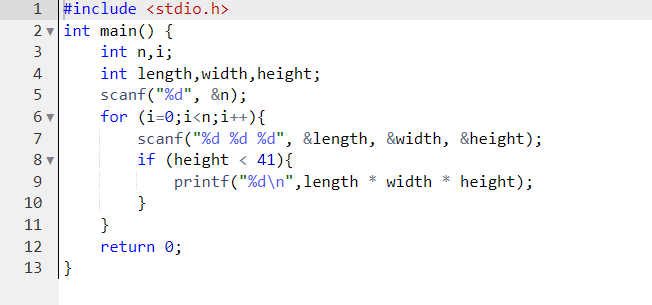 1 #include <stdio.h>
2 int main() {
3     int n,i;
4     int length,width,height;
5     scanf("%d", &n);
6     for (i=0;i<n;i++){
7         scanf("%d %d %d", &length, &width, &height);
8         if (height < 41){
9             printf("%d\n",length * width * height);
10         }
11     }
12     return 0;
13 }